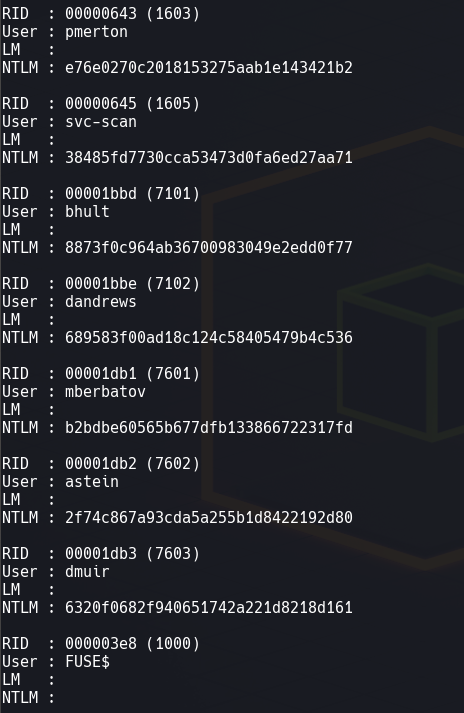 RID  : 00000643 (1603)
User : pmerton
LM   :
NTLM : e76e0270c2018153275aab1e143421b2
RID  : 00000645 (1605)
User : svc-scan
LM   :
NTLM : 38485fd7730cca53473d0fa6ed27aa71
RID  : 00001bbd (7101)
User : bhult
LM   :
NTLM : 8873f0c964ab36700983049e2edd0f77
RID  : 00001bbe (7102)
User : dandrews
LM   :
NTLM : 689583f00ad18c124c58405479b4c536
RID  : 00001db1 (7601)
User : mberbatov
LM   :
NTLM : b2bdbe60565b677dfb133866722317fd
RID  : 00001db2 (7602)
User : astein
LM   :
NTLM : 2f74c867a93cda5a255b1d8422192d80
RID  : 00001db3 (7603)
User : dmuir
LM   :
NTLM : 6320f0682f940651742a221d8218d161
RID  : 000003e8 (1000)
User : FUSE$
LM   :
NTLM :